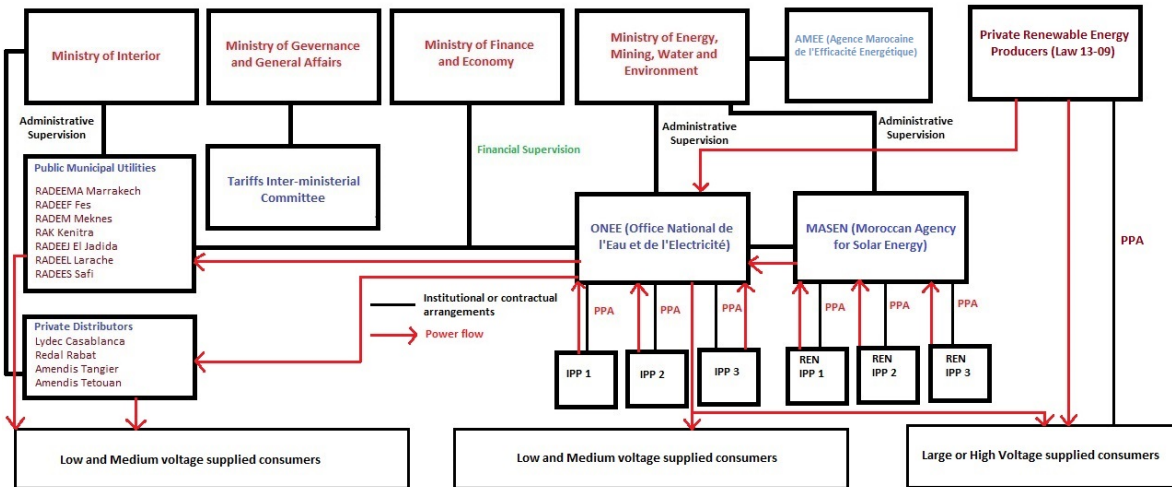 Ministry of Interior
Ministry of Governance
and General Affairs
Ministry of Finance
and Economy
Ministry of Energy,
Mining, Water and
Environment
AMEE (Agence Marocaine
de l'Efficacité Energétique)
Private Renewable Energy
Producers (Law 13-09)
Administrative
Supervision
Financial Supervision
Administrative
Supervision
Administrative
Supervision
Public Municipal Utilities
RADEEMA Marrakech
RADEEF Fes
RADEM Meknes
RAK Kenitra
RADEEJ El Jadida
RADEEL Larache
RADEES Safi
Tariffs Inter-ministerial
Committee
ONEE (Office National de
l'Eau et de l'Electricité)
MASEN (Moroccan Agency
for Solar Energy)
PPA
Institutional or contractual
arrangements
Power flow
PPA
PPA
PPA
PPA
PPA
PPA
Private Distributors
Lydec Casablanca
Redal Rabat
Amendis Tangier
Amendis Tetouan
IPP 1
IPP 2
IPP 3
REN
IPP 1
REN
IPP 2
REN
IPP 3
Low and Medium voltage supplied consumers
Low and Medium voltage supplied consumers
Large or High Voltage supplied consumers